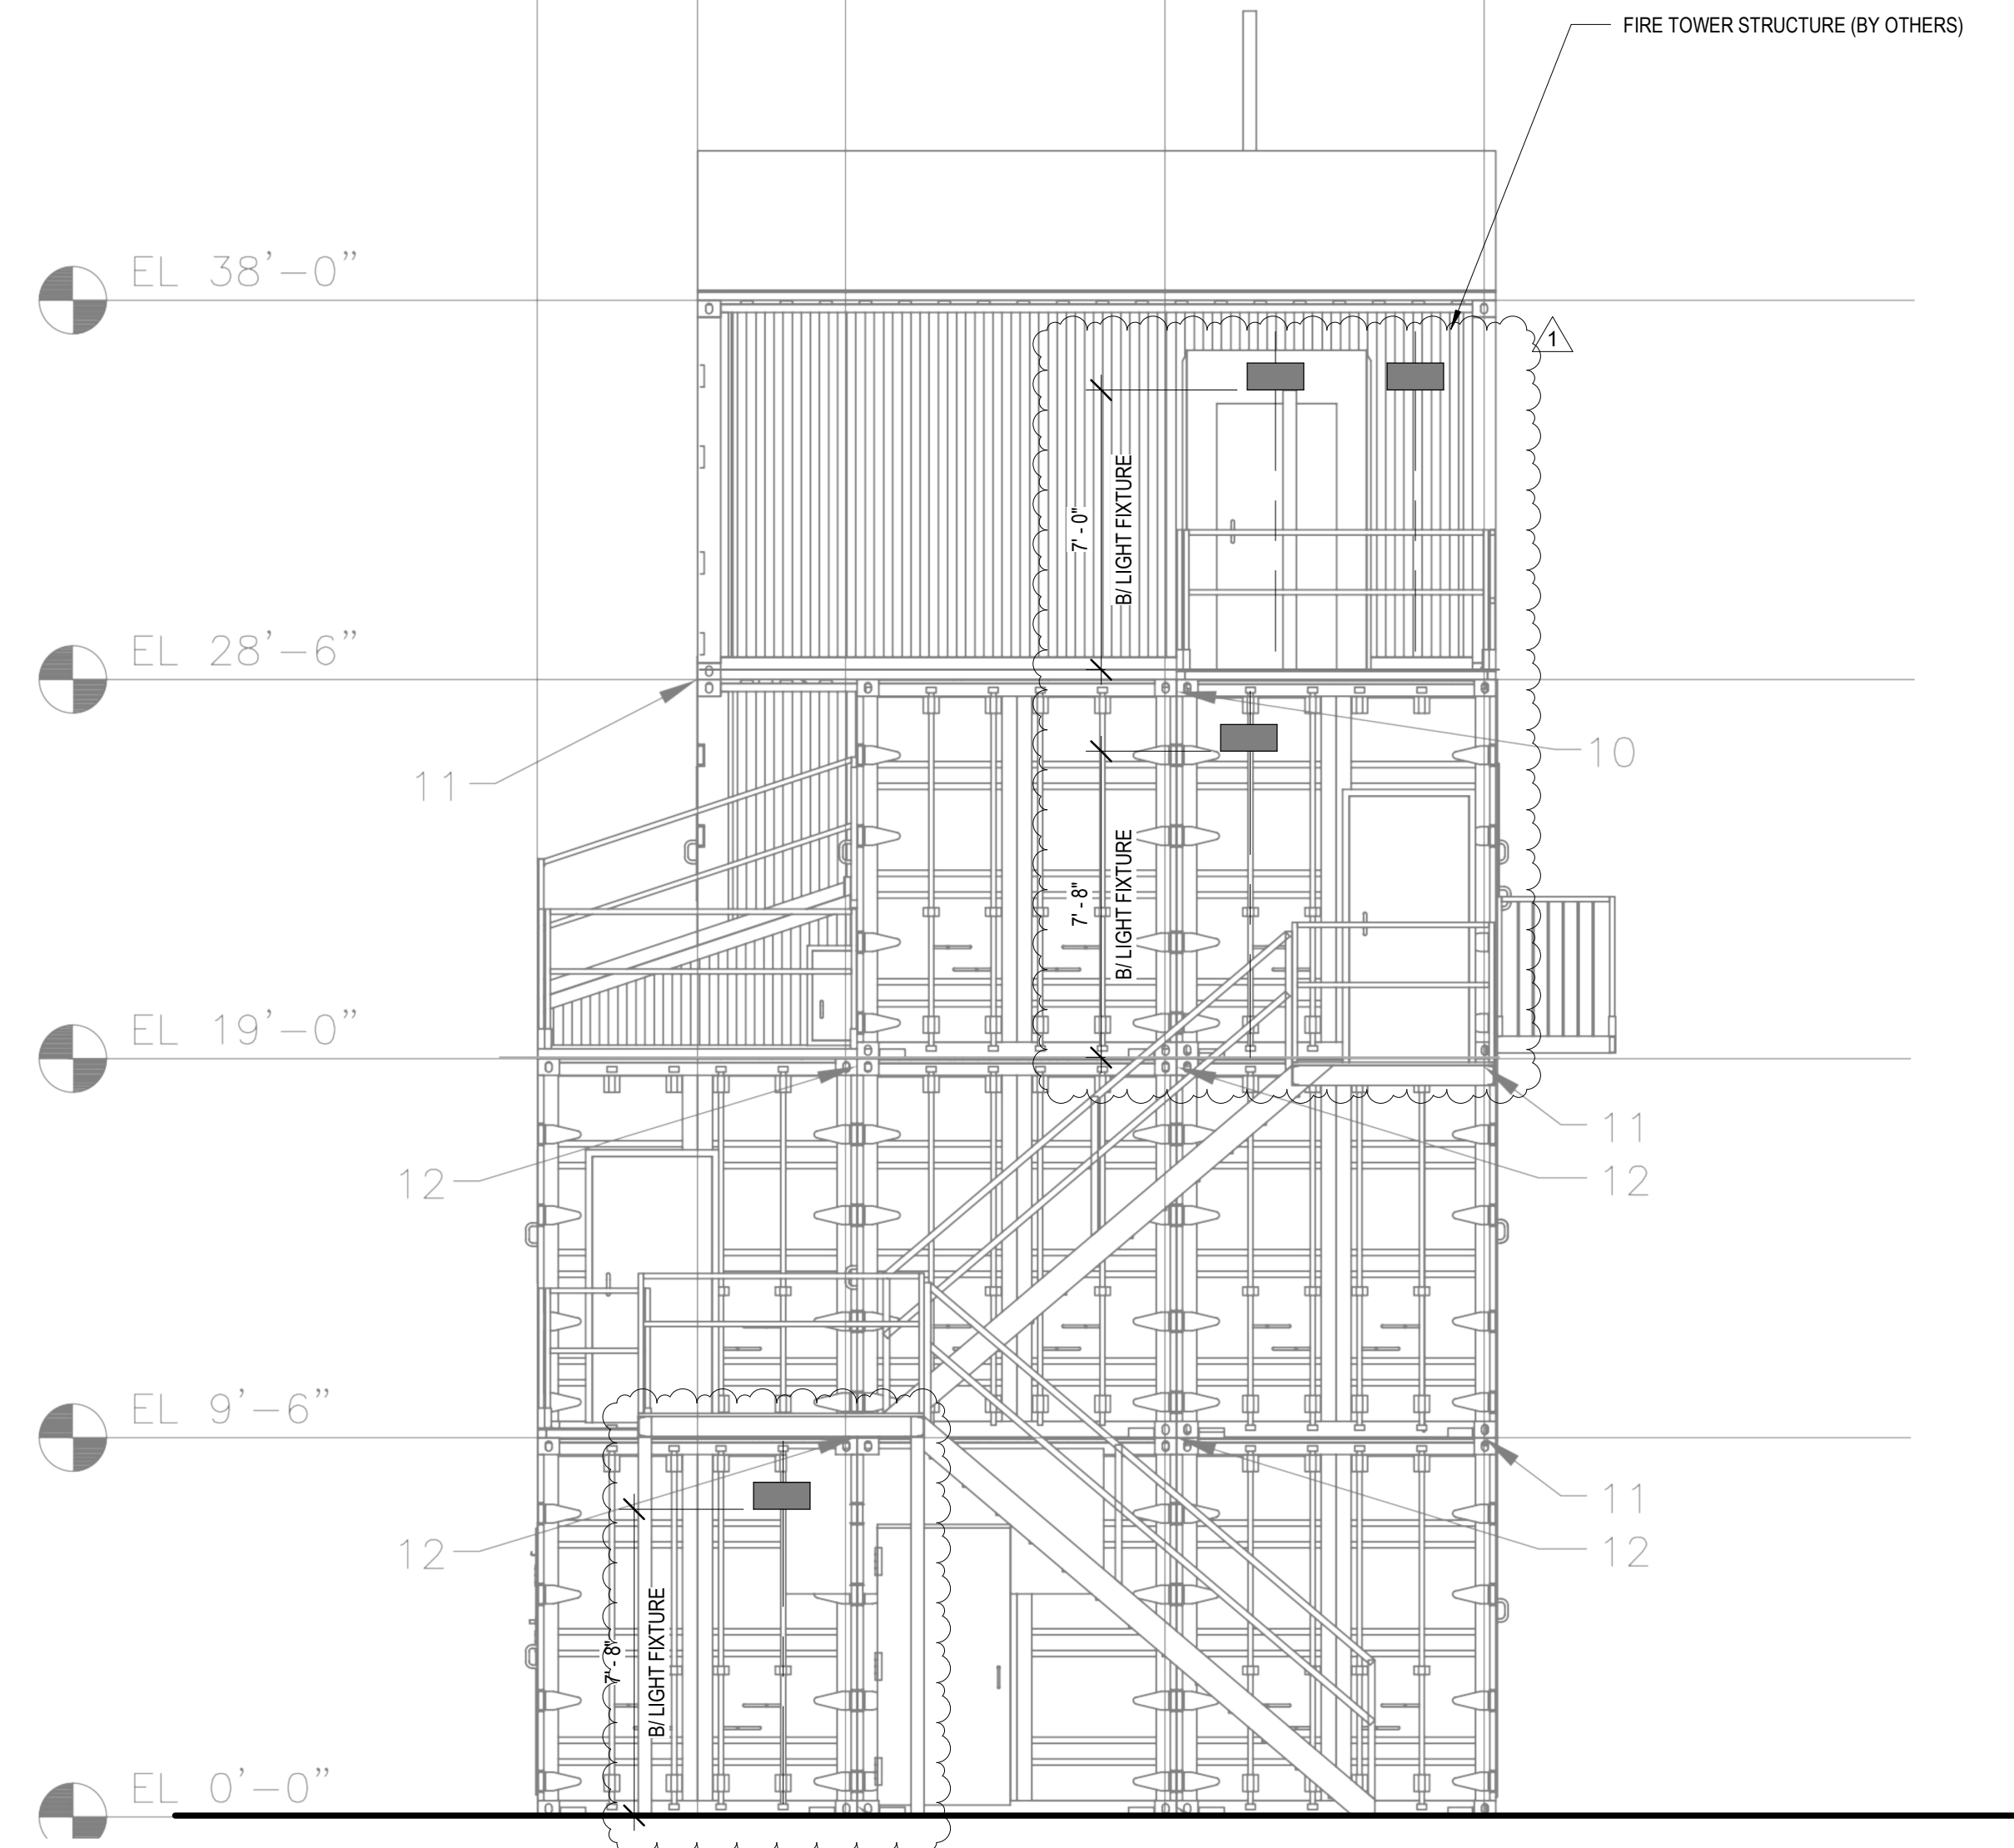 FIRE TOWER STRUCTURE (BY OTHERS)
EL 38'-0"
1
7' - 0"
B/ LIGHT FIXTURE
EL 28'-6"
11
10
7' - 8"
B/ LIGHT FIXTURE
EL 19'-0"
11
12
12
EL 9'-6"
11
12
12
7' - 8"
B/ LIGHT FIXTURE
EL 0'-0"